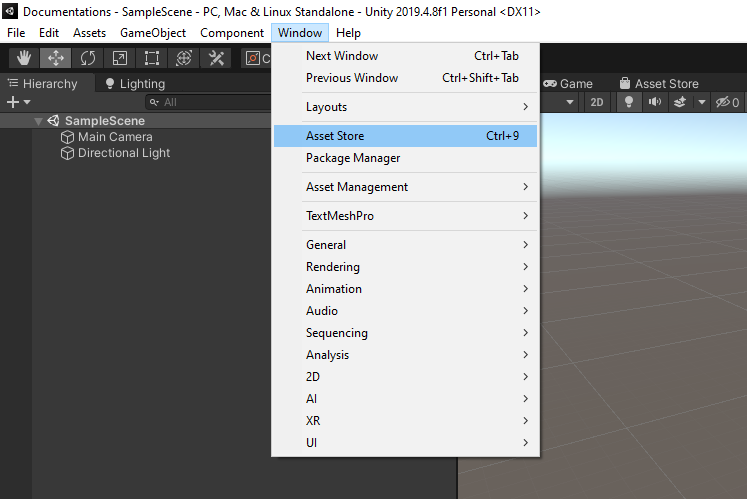 Documentations - SampleScene - PC, Mac & Linux Standalone - Unity 2019.4.8f1 Personal <DX11>
File Edit Assets GameObject Component Window Help
Hierarchy Lighting
All
SampleScene
Main Camera
Directional Light
Next Window Ctrl+Tab
Previous Window Ctrl+Shift+Tab
Layouts
Asset Store Ctrl+9
Package Manager
Asset Management
TextMeshPro
General
Rendering
Animation
Audio
Sequencing
Analysis
2D
AI
XR
UI
Game Asset Store
2D 0